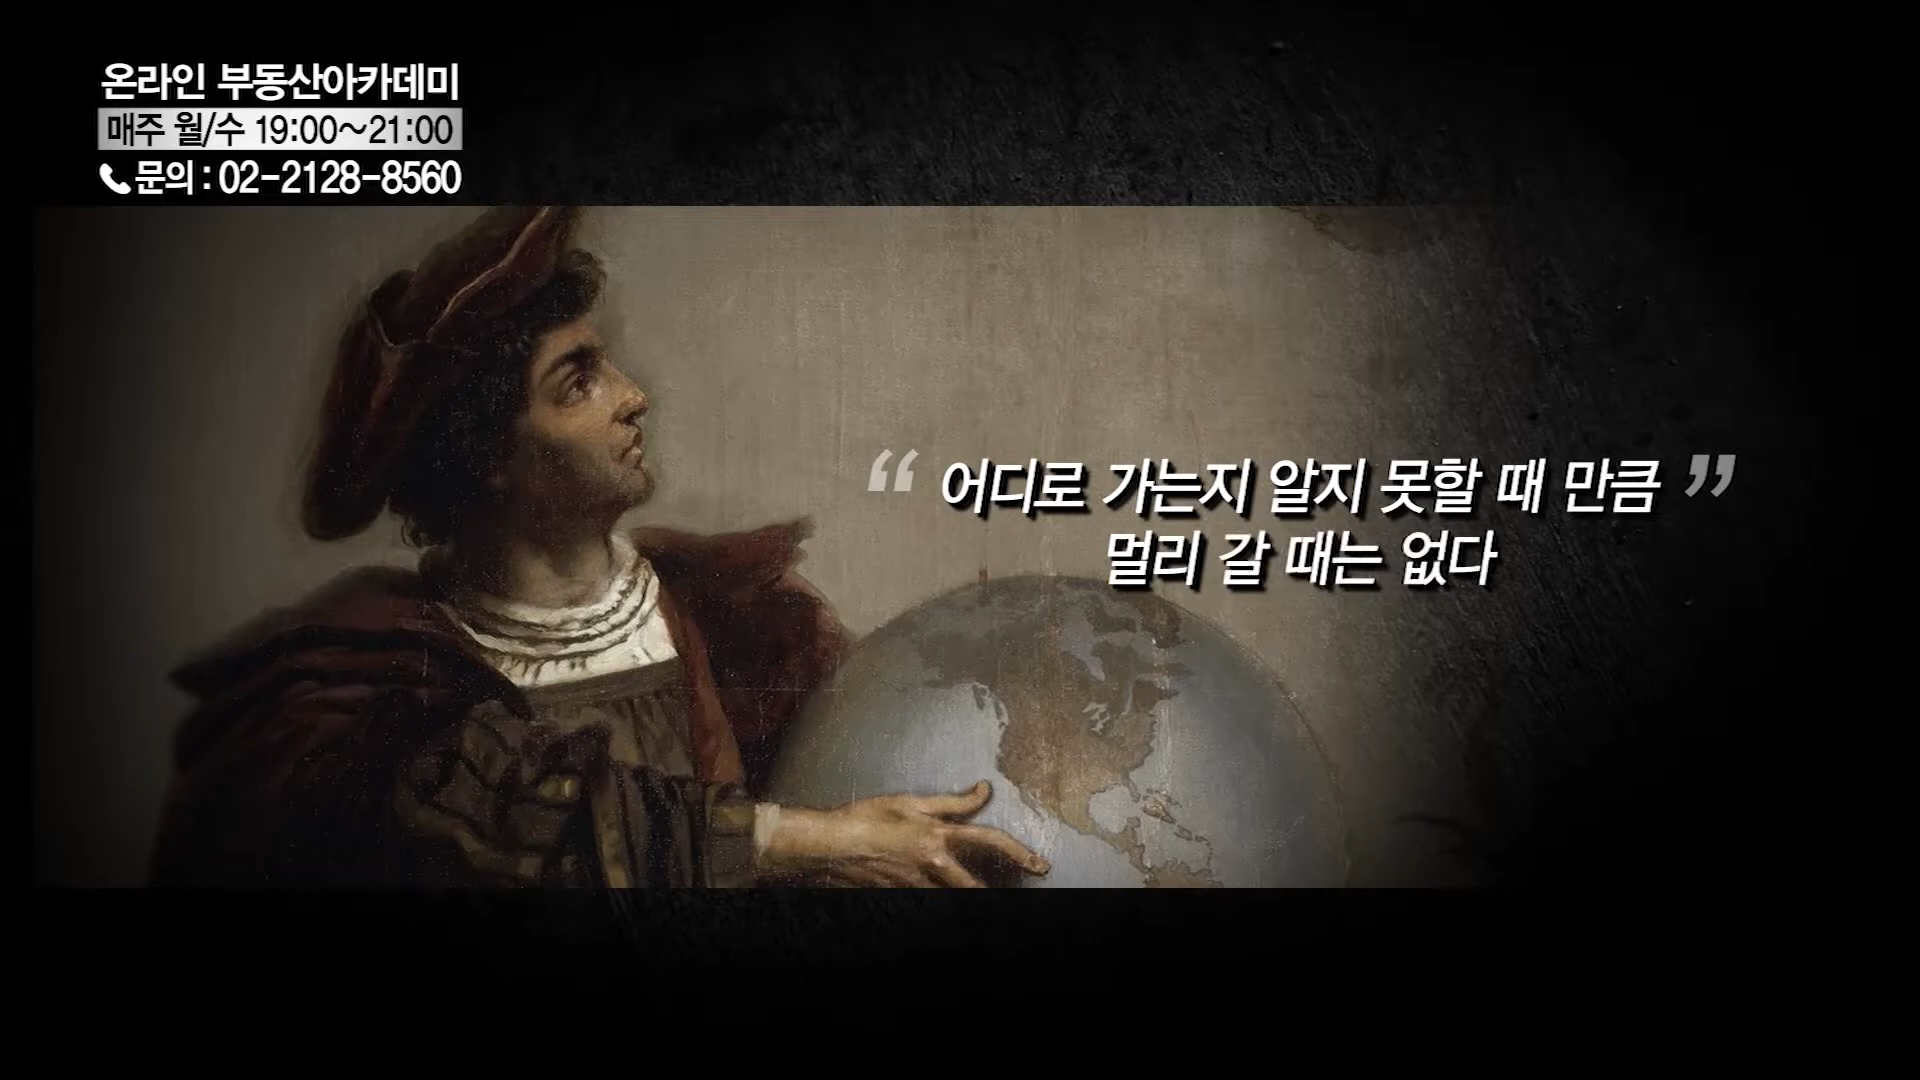 온라인 부동산아카데미
매주 월/수 19:00~21:00
문의 : 02-2128-8560
“ 어디로 가는지 알지 못할 때 만큼 ”
멀리 갈 때는 없다